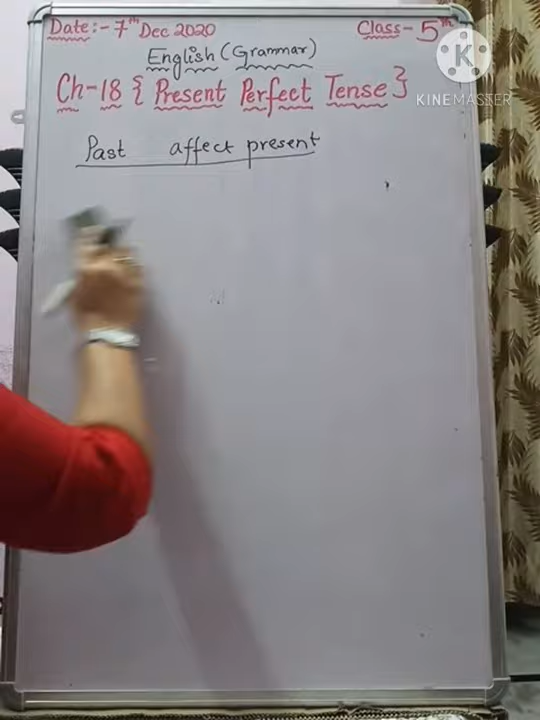 Date:- 7th Dec 2020 Class- 5th
English (Grammar)
Ch-18 { Present Perfect Tense }
Past affect present
KINEMASTER